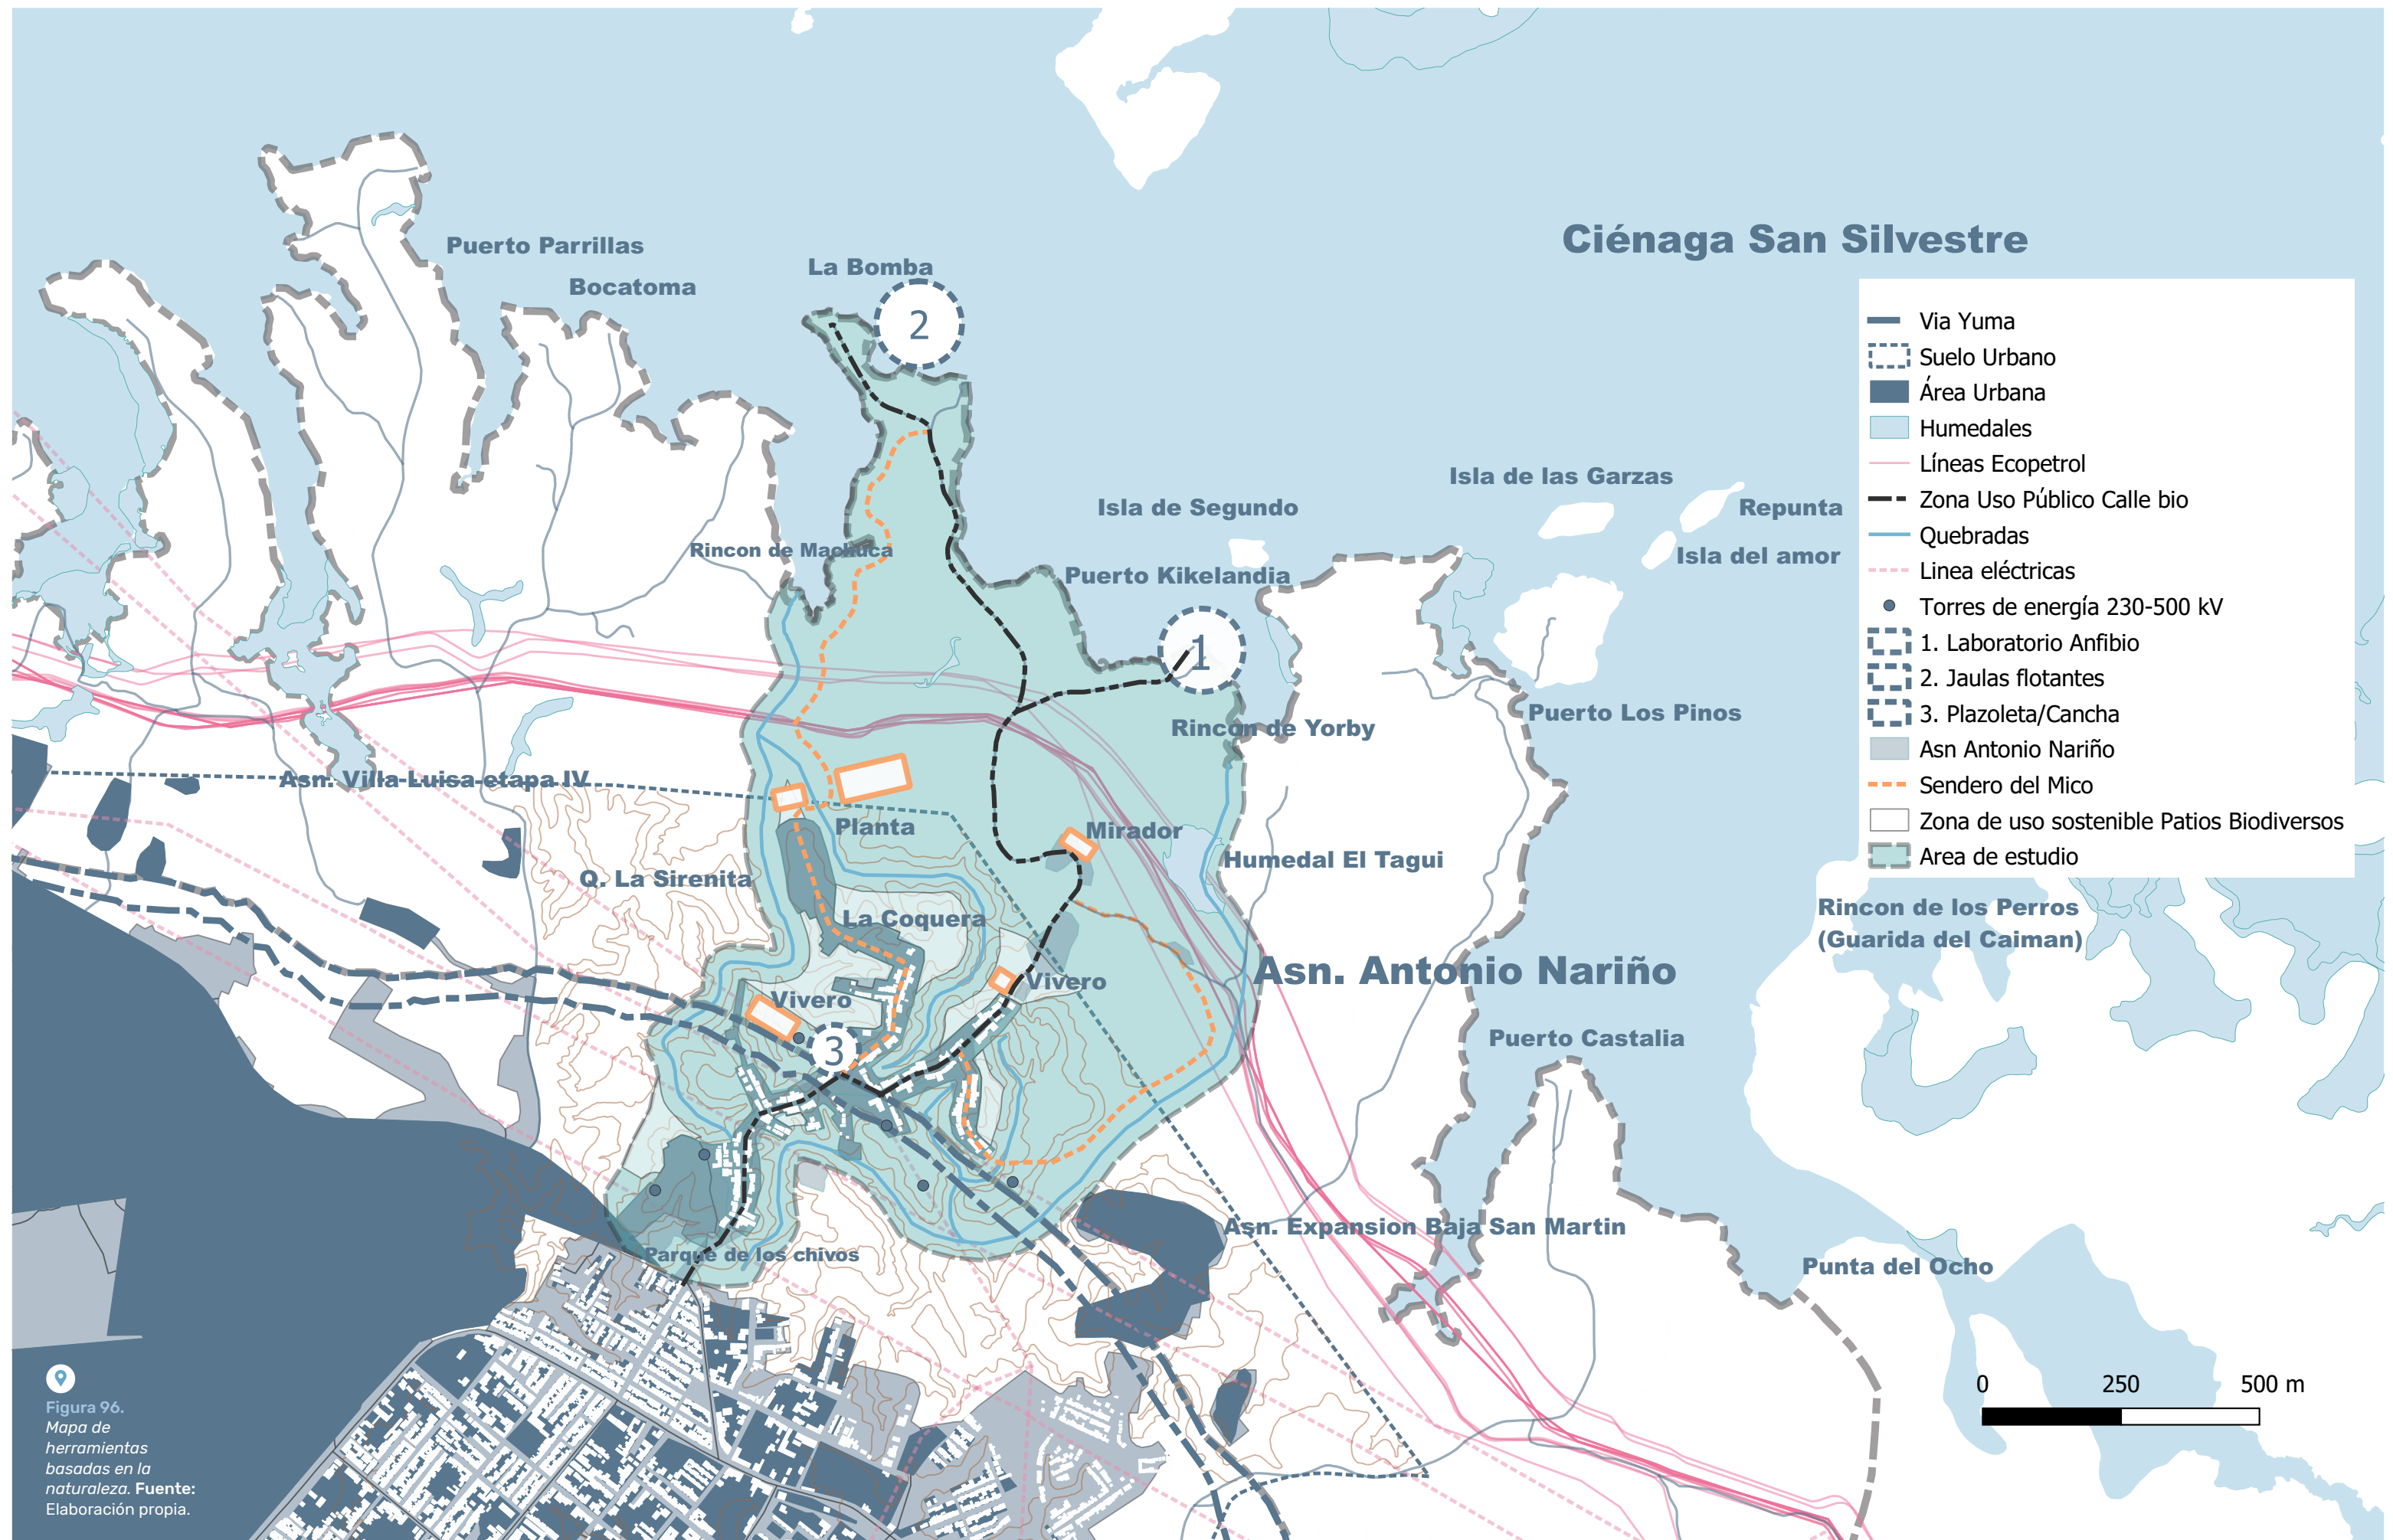 Ciénaga San Silvestre
Puerto Parrillas
La Bomba
Bocatoma
2
Via Yuma
Suelo Urbano
Área Urbana
Humedales
Líneas Ecopetrol
Zona Uso Público Calle bio
Quebradas
Linea eléctricas
Torres de energía 230-500 kV
1. Laboratorio Anfibio
2. Jaulas flotantes
3. Plazoleta/Cancha
Asn Antonio Nariño
Sendero del Mico
Zona de uso sostenible Patios Biodiversos
Area de estudio
Isla de las Garzas
Isla de Segundo
Repunta
Rincon de Machuca
Isla del amor
Puerto Kikelandia
1
Puerto Los Pinos
Rincon de Yorby
Asn. Villa Luisa etapa IV
Planta
Mirador
Humedal El Tagui
Q. La Sirenita
La Coquera
Rincon de los Perros
(Guarida del Caiman)
Asn. Antonio Nariño
Vivero
Vivero
3
Puerto Castalia
Asn. Expansion Baja San Martin
Parque de los chivos
Punta del Ocho
0 250 500 m
Figura 96.
Mapa de
herramientas
basadas en la
naturaleza. Fuente:
Elaboración propia.